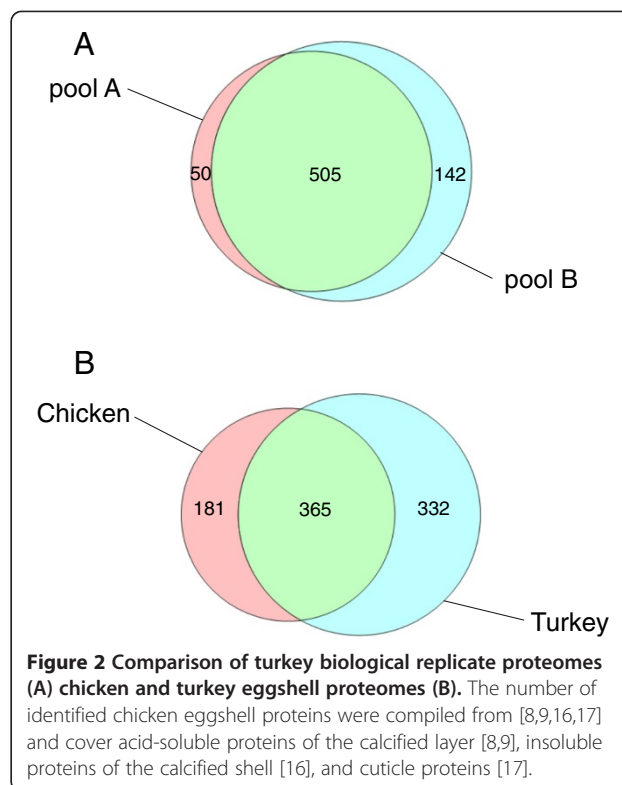 A
pool A
50
505
142
pool B
B
Chicken
181
365
332
Turkey
Figure 2 Comparison of turkey biological replicate proteomes
(A) chicken and turkey eggshell proteomes (B). The number of
identified chicken eggshell proteins were compiled from [8,9,16,17]
and cover acid-soluble proteins of the calcified layer [8,9], insoluble
proteins of the calcified shell [16], and cuticle proteins [17].